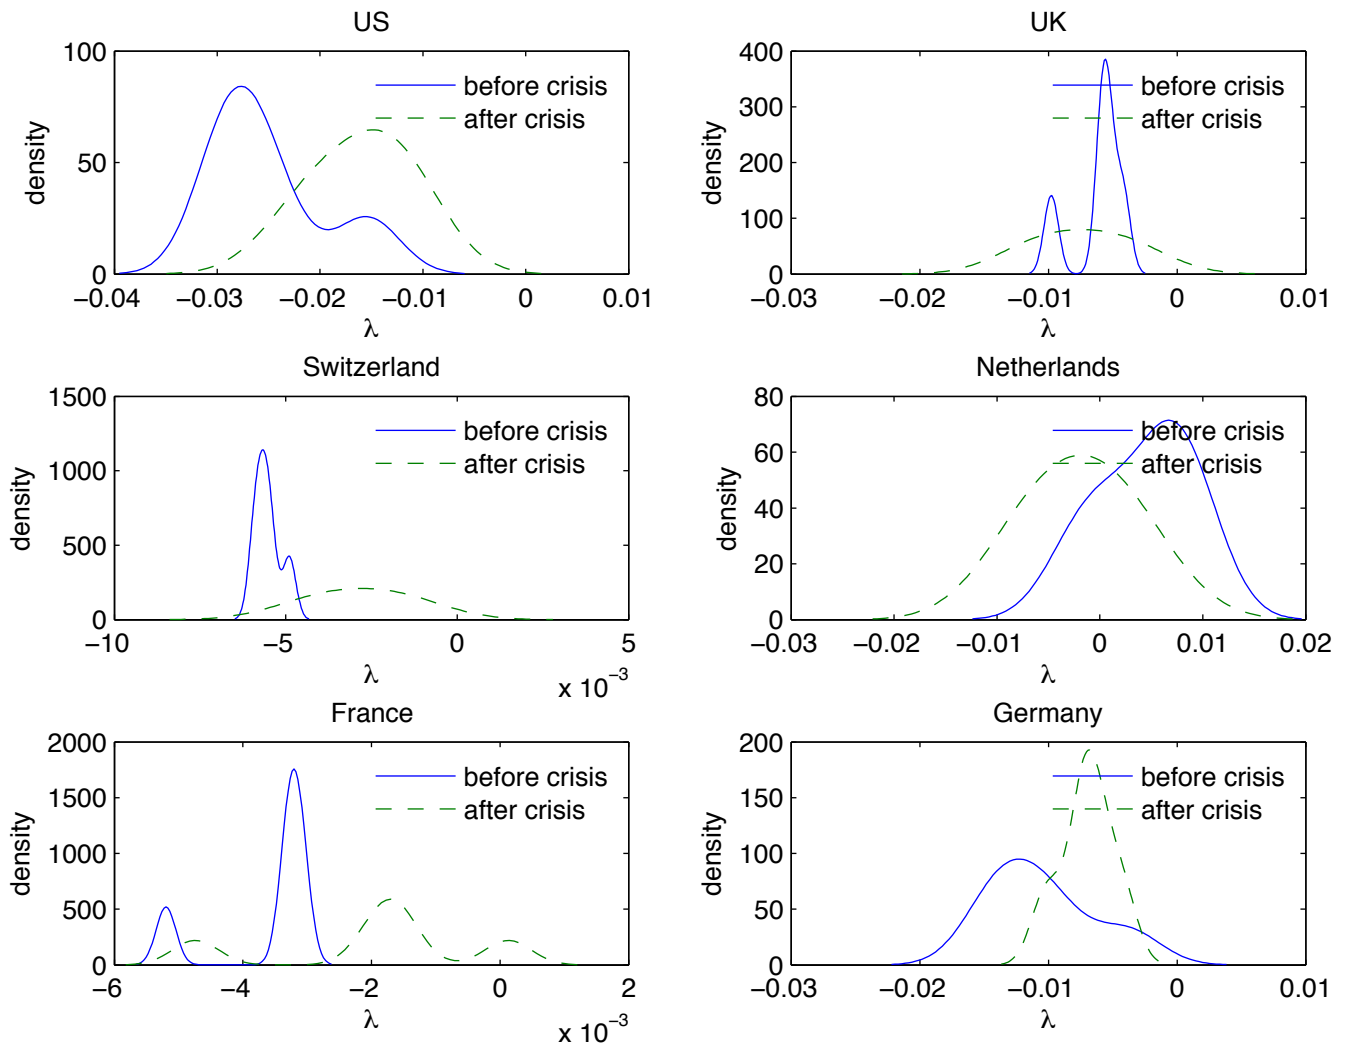 US
100
50
0
density
before crisis
after crisis
−0.04 −0.03 −0.02 −0.01 0 0.01
λ
UK
400
300
200
100
0
density
before crisis
after crisis
−0.03 −0.02 −0.01 0 0.01
λ
Switzerland
1500
1000
500
0
density
before crisis
after crisis
−10 −5 0 5
λ
x 10−3
Netherlands
80
60
40
20
0
density
before crisis
after crisis
−0.03 −0.02 −0.01 0 0.01 0.02
λ
France
2000
1500
1000
500
0
density
before crisis
after crisis
−6 −4 −2 0 2
λ
x 10−3
Germany
200
150
100
50
0
density
before crisis
after crisis
−0.03 −0.02 −0.01 0 0.01
λ